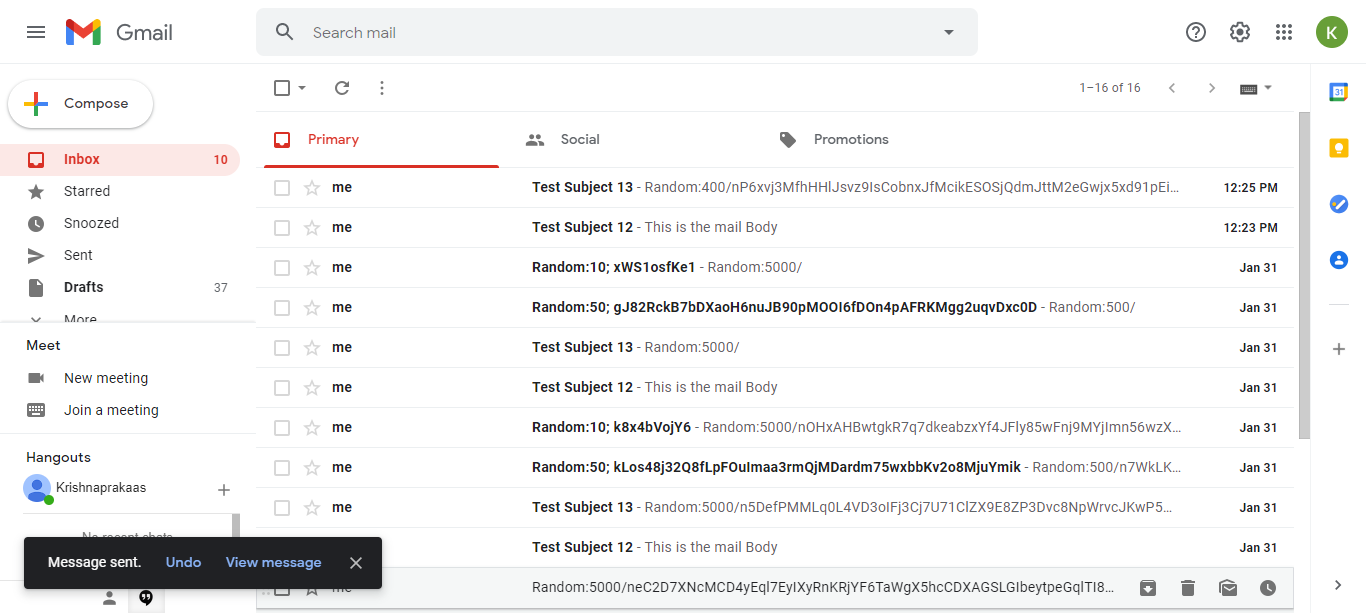 Gmail
Search mail
K
Compose
1–16 of 16
31
Primary
Social
Promotions
Inbox 10
Starred
Snoozed
Sent
Drafts 37
More
Meet
New meeting
Join a meeting
Hangouts
Krishnaprakaas
No recent chats
me Test Subject 13 - Random:400/nP6xvj3MfhHHlJsvz9IsCobnxJfMcikESOSjQdmJttM2eGwjx5xd91pEi… 12:25 PM
me Test Subject 12 - This is the mail Body 12:23 PM
me Random:10; xWS1osfKe1 - Random:5000/ Jan 31
me Random:50; gJ82RckB7bDXaoH6nuJB90pMOOI6fDOn4pAFRKMgg2uqvDxc0D - Random:500/ Jan 31
me Test Subject 13 - Random:5000/ Jan 31
me Test Subject 12 - This is the mail Body Jan 31
me Random:10; k8x4bVojY6 - Random:5000/nOHxAHBwtgkR7q7dkeabzxYf4JFly85wFnj9MYjImn56wzX… Jan 31
me Random:50; kLos48j32Q8fLpFOulmaa3rmQjMDardm75wxbbKv2o8MjuYmik - Random:500/n7WkLK… Jan 31
me Test Subject 13 - Random:5000/n5DefPMMLq0L4VD3oIFj3Cj7U71ClZX9E8ZP3Dvc8NpWrvcJKwP5… Jan 31
Test Subject 12 - This is the mail Body Jan 31
me Random:5000/neC2D7XNcMCD4yEql7EyIXyRnKRjYF6TaWgX5hcCDXAGSLGIbeytpeGqlTI8…
Message sent. Undo View message